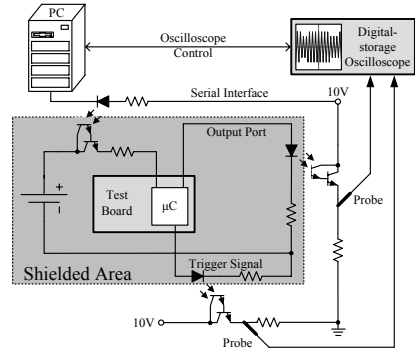 PC
Oscilloscope
Control
Digital-
storage
Oscilloscope
Serial Interface
10V
Output Port
+
−
Test
Board
μC
Probe
Trigger Signal
Shielded Area
10V
Probe